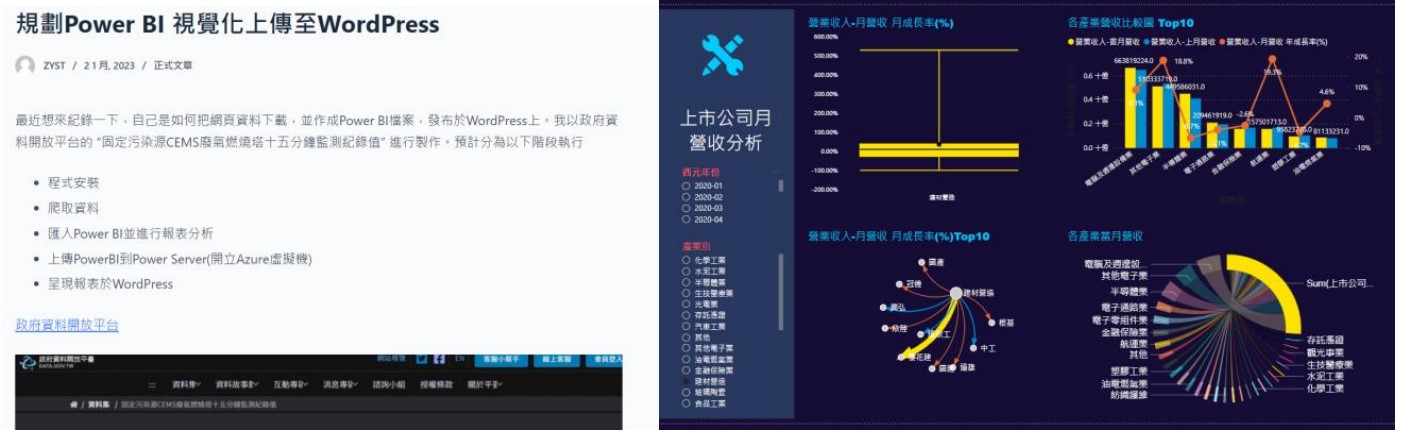 規劃Power BI 視覺化上傳至WordPress
ZYST / 2 1月, 2023 / 正式文章
最近想來紀錄一下，自己是如何把網頁資料下載，並作成Power BI檔案，發布於WordPress上。我以政府資
料開放平台的 "固定污染源CEMS廢氣燃燒塔十五分鐘監測紀錄值" 進行製作。預計分為以下階段執行
程式安裝
爬取資料
匯入Power BI並進行報表分析
上傳PowerBI到Power Server(開立Azure虛擬機)
呈現報表於WordPress
政府資料開放平台
政府資料開放平臺
DATA.GOV.TW
網站導覽
EN
客服小幫手
線上客服
會員登入
資料集
資料故事
互動專區
消息專區
諮詢小組
授權條款
關於平臺
/ 資料集 / 固定污染源CEMS廢氣燃燒塔十五分鐘監測紀錄值
上市公司月
營收分析
西元年份
2020-01
2020-02
2020-03
2020-04
產業別
化學工業
水泥工業
半導體業
生技醫療業
光電業
存託憑證
汽車工業
其他
其他電子業
油電燃氣業
金融保險業
建材營造
玻璃陶瓷
食品工業
營業收入-月營收 月成長率(%)
600.00%
500.00%
400.00%
300.00%
200.00%
100.00%
0.00%
-100.00%
-200.00%
建材營造
各產業營收比較圖 Top10
營業收入-當月營收 營業收入-上月營收 營業收入-月營收 年成長率(%)
663819224.0
18.8%
20%
0.6 十億
449586031.0
19.3%
10%
0.4 十億
4.6%
209461919.0
-2.6%
157501713.0
0%
0.2 十億
81133231.0
0.0 十億
-10%
電腦及週邊設備業
其他電子業
半導體業
電子通路業
金融保險業
航運業
塑膠工業
油電燃氣業
營業收入-月營收 月成長率(%)Top10
國產
冠德
建材營造
興弘
欣陸
根基
中工
各產業當月營收
電腦及週邊設...
其他電子業
半導體業
電子通路業
電子零組件業
金融保險業
航運業
其他
塑膠工業
油電燃氣業
紡織纖維
Sum(上市公司...
存託憑證
觀光事業
生技醫療業
水泥工業
化學工業